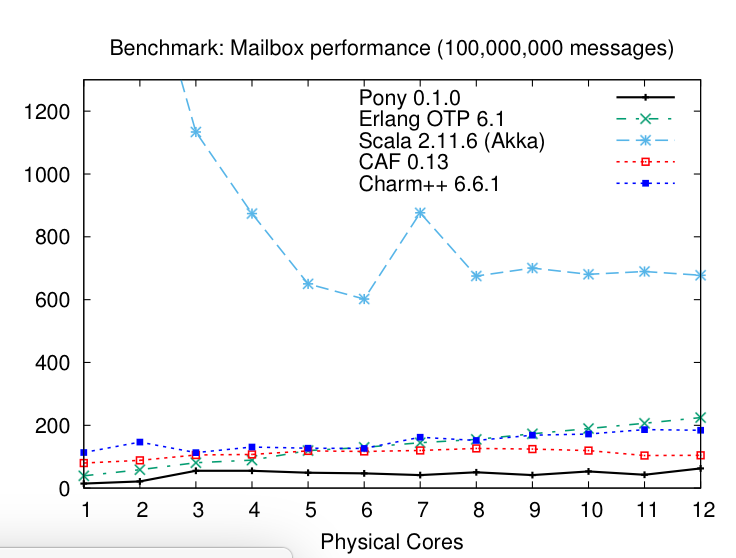 Benchmark: Mailbox performance (100,000,000 messages)
Pony 0.1.0
Erlang OTP 6.1
Scala 2.11.6 (Akka)
CAF 0.13
Charm++ 6.6.1
1200
1000
800
600
400
200
0
1 2 3 4 5 6 7 8 9 10 11 12
Physical Cores